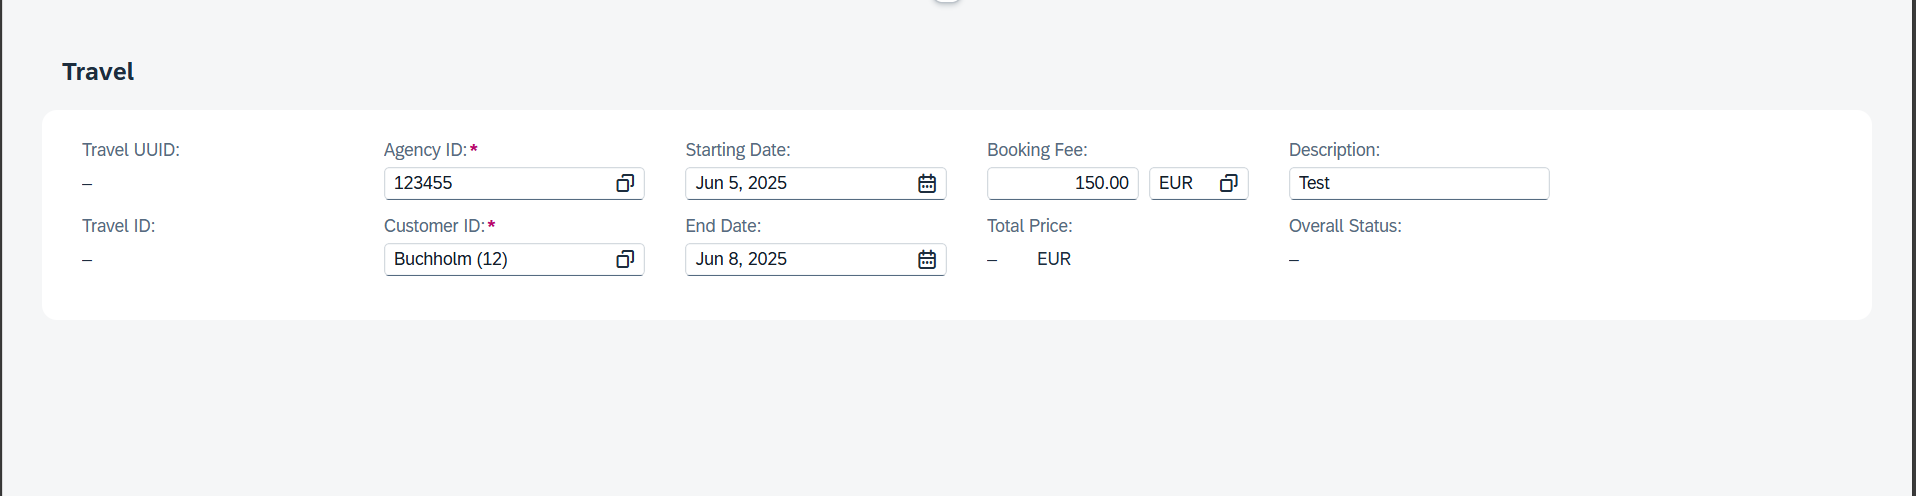 Travel
Travel UUID:
–
Travel ID:
–
Agency ID:*
123455
Customer ID:*
Buchholm (12)
Starting Date:
Jun 5, 2025
End Date:
Jun 8, 2025
Booking Fee:
150.00 EUR
Total Price:
– EUR
Description:
Test
Overall Status:
–